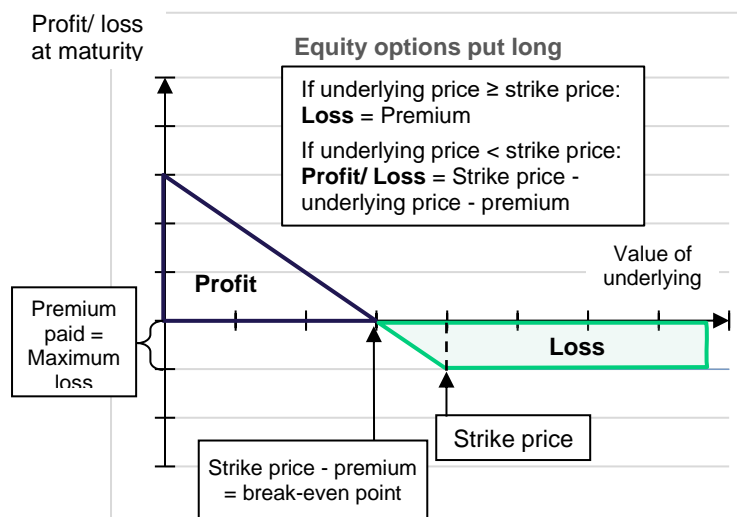 Profit/ loss
at maturity
Equity options put long
If underlying price ≥ strike price:
Loss = Premium
If underlying price < strike price:
Profit/ Loss = Strike price -
underlying price - premium
Value of
underlying
Profit
Premium
paid =
Maximum
loss
Loss
Strike price
Strike price - premium
= break-even point